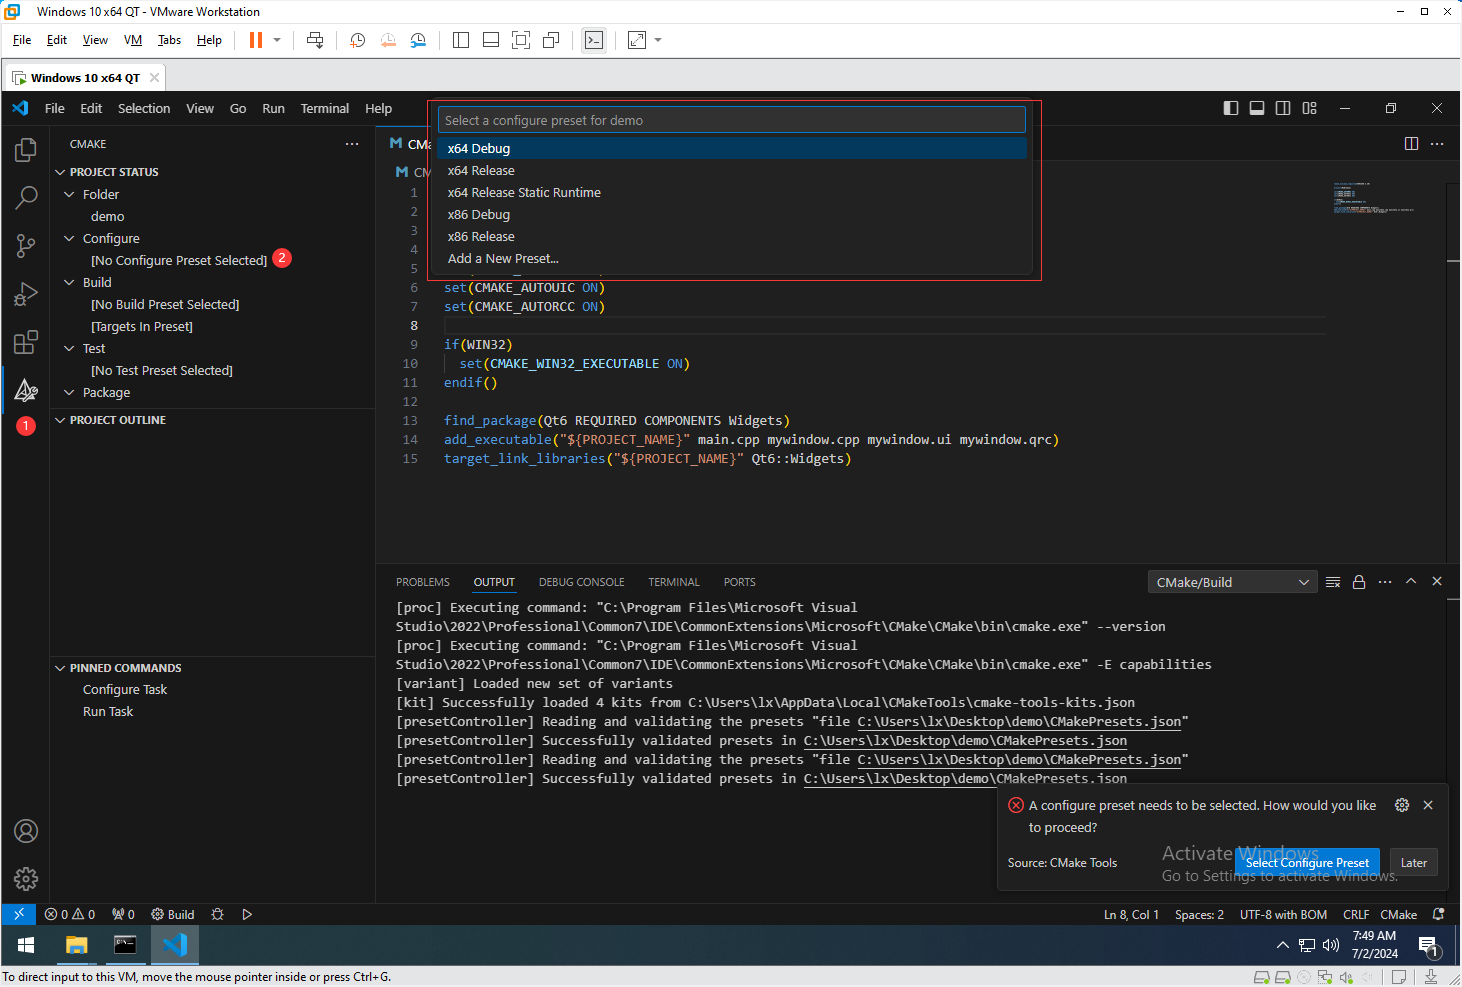 Windows 10 x64 QT - VMware Workstation
File Edit View VM Tabs Help
Windows 10 x64 QT
File Edit Selection View Go Run Terminal Help
Select a configure preset for demo
x64 Debug
x64 Release
x64 Release Static Runtime
x86 Debug
x86 Release
Add a New Preset...
CMAKE
PROJECT STATUS
Folder
demo
Configure
[No Configure Preset Selected] 2
Build
[No Build Preset Selected]
[Targets In Preset]
Test
[No Test Preset Selected]
Package
1
PROJECT OUTLINE
PINNED COMMANDS
Configure Task
Run Task
1
2
3
4
5
6 set(CMAKE_AUTOUIC ON)
7 set(CMAKE_AUTORCC ON)
8
9 if(WIN32)
10 set(CMAKE_WIN32_EXECUTABLE ON)
11 endif()
12
13 find_package(Qt6 REQUIRED COMPONENTS Widgets)
14 add_executable("${PROJECT_NAME}" main.cpp mywindow.cpp mywindow.ui mywindow.qrc)
15 target_link_libraries("${PROJECT_NAME}" Qt6::Widgets)
PROBLEMS OUTPUT DEBUG CONSOLE TERMINAL PORTS
CMake/Build
[proc] Executing command: "C:\Program Files\Microsoft Visual
Studio\2022\Professional\Common7\IDE\CommonExtensions\Microsoft\CMake\CMake\bin\cmake.exe" --version
[proc] Executing command: "C:\Program Files\Microsoft Visual
Studio\2022\Professional\Common7\IDE\CommonExtensions\Microsoft\CMake\CMake\bin\cmake.exe" -E capabilities
[variant] Loaded new set of variants
[kit] Successfully loaded 4 kits from C:\Users\lx\AppData\Local\CMakeTools\cmake-tools-kits.json
[presetController] Reading and validating the presets "file C:\Users\lx\Desktop\demo\CMakePresets.json"
[presetController] Successfully validated presets in C:\Users\lx\Desktop\demo\CMakePresets.json
[presetController] Reading and validating the presets "file C:\Users\lx\Desktop\demo\CMakePresets.json"
[presetController] Successfully validated presets in C:\Users\lx\Desktop\demo\CMakePresets.json
A configure preset needs to be selected. How would you like
to proceed?
Source: CMake Tools
Select Configure Preset
Later
Activate Windows
Go to Settings to activate Windows.
0 0 0 Build
Ln 8, Col 1 Spaces: 2 UTF-8 with BOM CRLF CMake
7:49 AM
7/2/2024
1
To direct input to this VM, move the mouse pointer inside or press Ctrl+G.